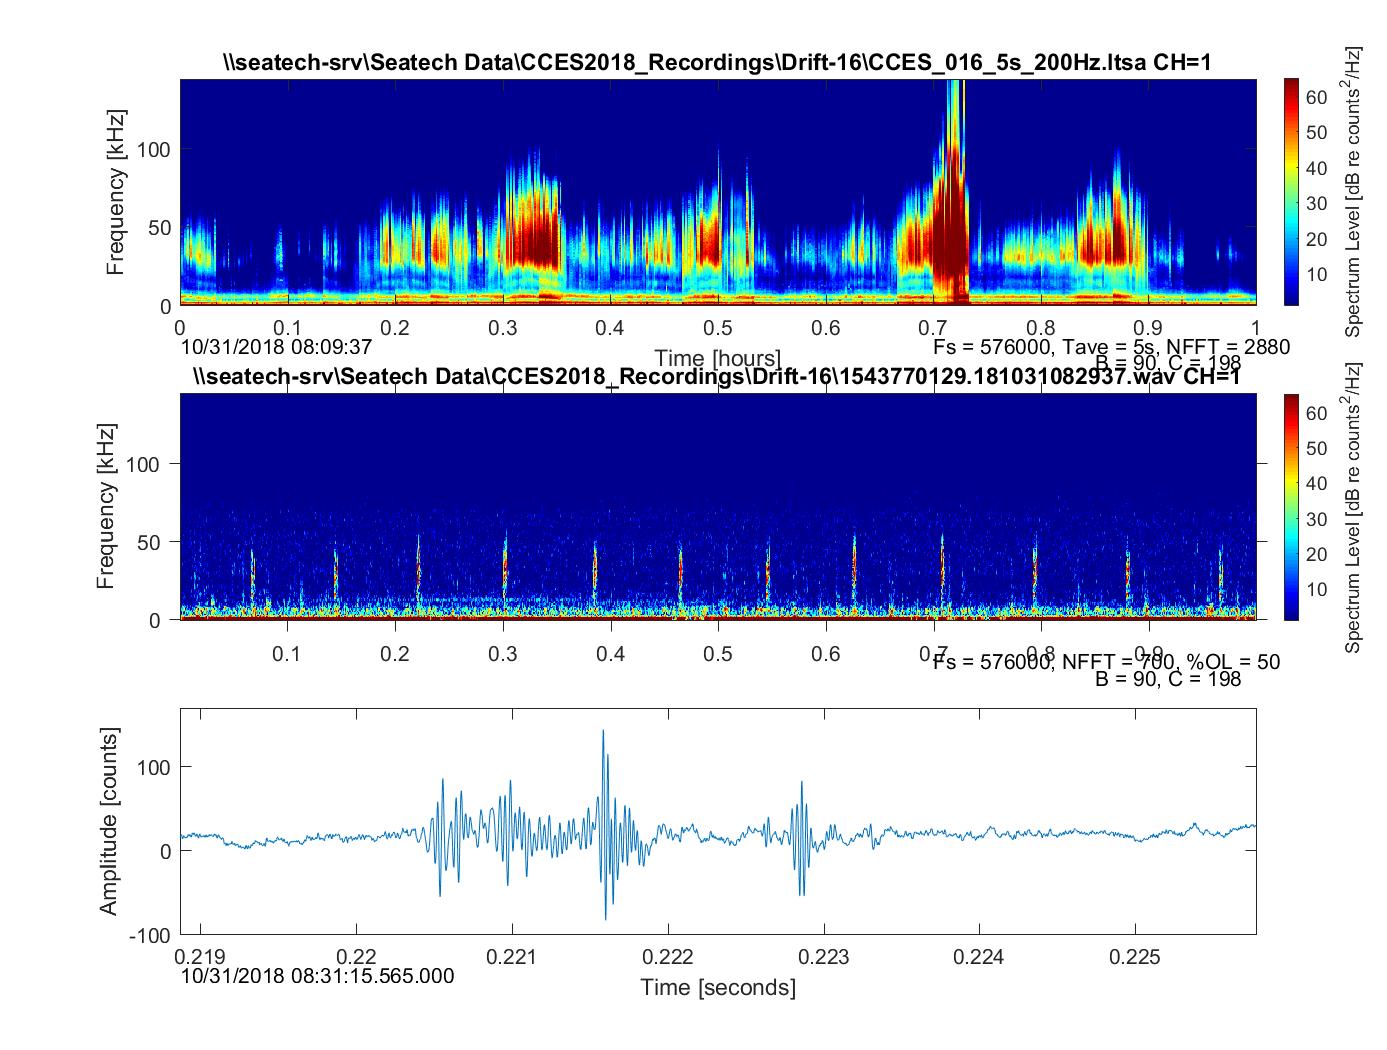 \\seatech-srv\Seatech Data\CCES2018_Recordings\Drift-16\CCES_016_5s_200Hz.ltsa CH=1
Frequency [kHz]
100
50
0
0 0.1 0.2 0.3 0.4 0.5 0.6 0.7 0.8 0.9 1
10/31/2018 08:09:37
Time [hours]
Fs = 576000, Tave = 5s, NFFT = 2880
B = 90, C = 198
60
50
40
30
20
10
Spectrum Level [dB re counts²/Hz]
\\seatech-srv\Seatech Data\CCES2018_Recordings\Drift-16\1543770129.181031082937.wav CH=1
Frequency [kHz]
100
50
0
0.1 0.2 0.3 0.4 0.5 0.6 0.7 0.8 0.9
Fs = 576000, NFFT = 700, %OL = 50
B = 90, C = 198
60
50
40
30
20
10
Spectrum Level [dB re counts²/Hz]
Amplitude [counts]
100
0
-100
0.219 0.22 0.221 0.222 0.223 0.224 0.225
10/31/2018 08:31:15.565.000
Time [seconds]